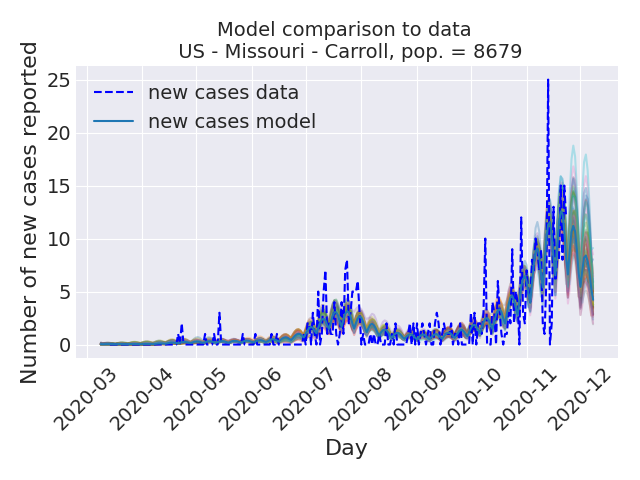 Model comparison to data
US - Missouri - Carroll, pop. = 8679
Number of new cases reported
25
20
15
10
5
0
new cases data
new cases model
2020-03
2020-04
2020-05
2020-06
2020-07
2020-08
2020-09
2020-10
2020-11
2020-12
Day